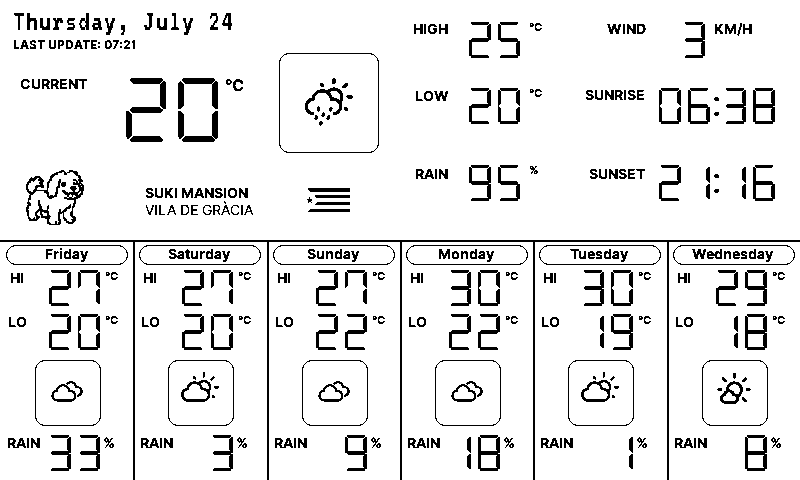 Thursday, July 24
LAST UPDATE: 07:21
CURRENT 20 °C
HIGH 25 °C
LOW 20 °C
RAIN 95 %
WIND 3 KM/H
SUNRISE 06:38
SUNSET 21:16
SUKI MANSION
VILA DE GRÀCIA
Friday
HI 27 °C
LO 20 °C
RAIN 33 %
Saturday
HI 27 °C
LO 20 °C
RAIN 3 %
Sunday
HI 27 °C
LO 22 °C
RAIN 9 %
Monday
HI 30 °C
LO 22 °C
RAIN 18 %
Tuesday
HI 30 °C
LO 19 °C
RAIN 1 %
Wednesday
HI 29 °C
LO 18 °C
RAIN 8 %